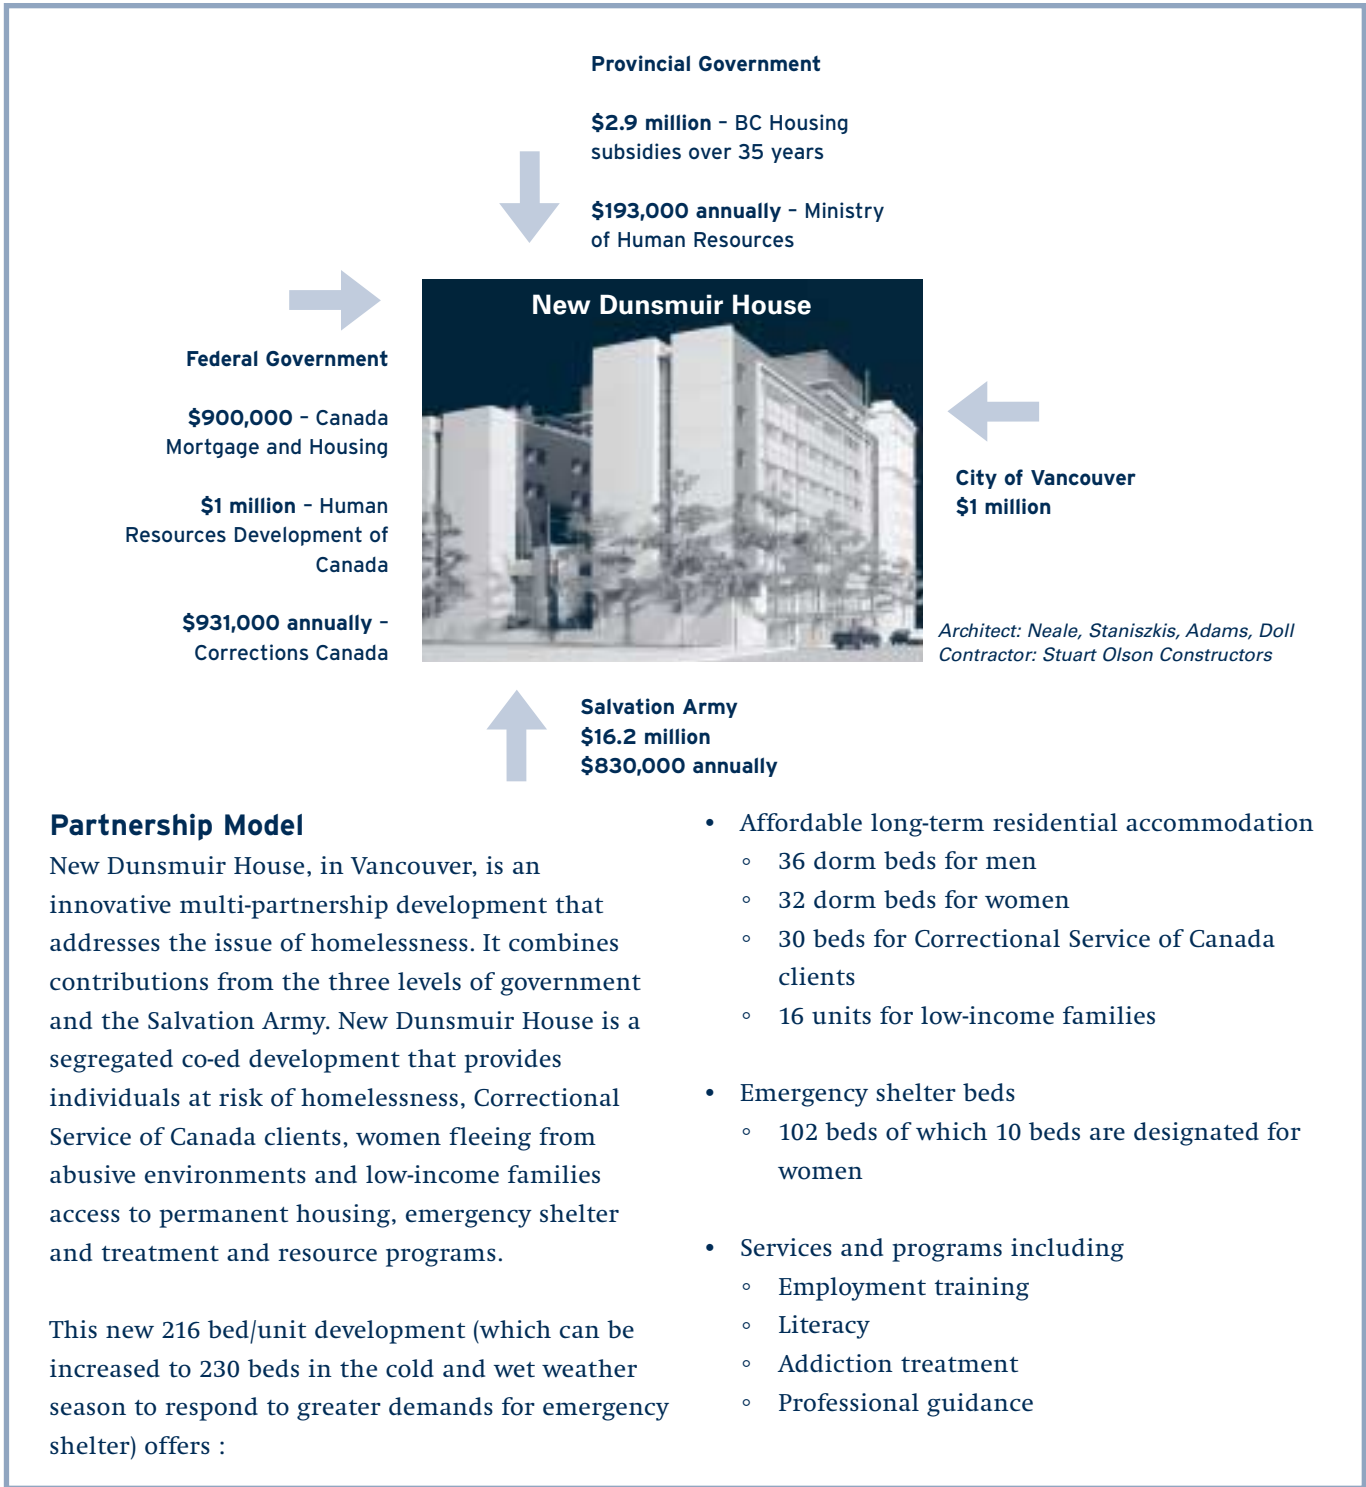 Provincial Government
$2.9 million – BC Housing
subsidies over 35 years
$193,000 annually – Ministry
of Human Resources
New Dunsmuir House
Federal Government
$900,000 – Canada
Mortgage and Housing
$1 million – Human
Resources Development of
Canada
$931,000 annually –
Corrections Canada
City of Vancouver
$1 million
Architect: Neale, Staniszkis, Adams, Doll
Contractor: Stuart Olson Constructors
Salvation Army
$16.2 million
$830,000 annually
Partnership Model
New Dunsmuir House, in Vancouver, is an
innovative multi-partnership development that
addresses the issue of homelessness. It combines
contributions from the three levels of government
and the Salvation Army. New Dunsmuir House is a
segregated co-ed development that provides
individuals at risk of homelessness, Correctional
Service of Canada clients, women fleeing from
abusive environments and low-income families
access to permanent housing, emergency shelter
and treatment and resource programs.
This new 216 bed/unit development (which can be
increased to 230 beds in the cold and wet weather
season to respond to greater demands for emergency
shelter) offers :
• Affordable long-term residential accommodation
◦ 36 dorm beds for men
◦ 32 dorm beds for women
◦ 30 beds for Correctional Service of Canada
clients
◦ 16 units for low-income families
• Emergency shelter beds
◦ 102 beds of which 10 beds are designated for
women
• Services and programs including
◦ Employment training
◦ Literacy
◦ Addiction treatment
◦ Professional guidance